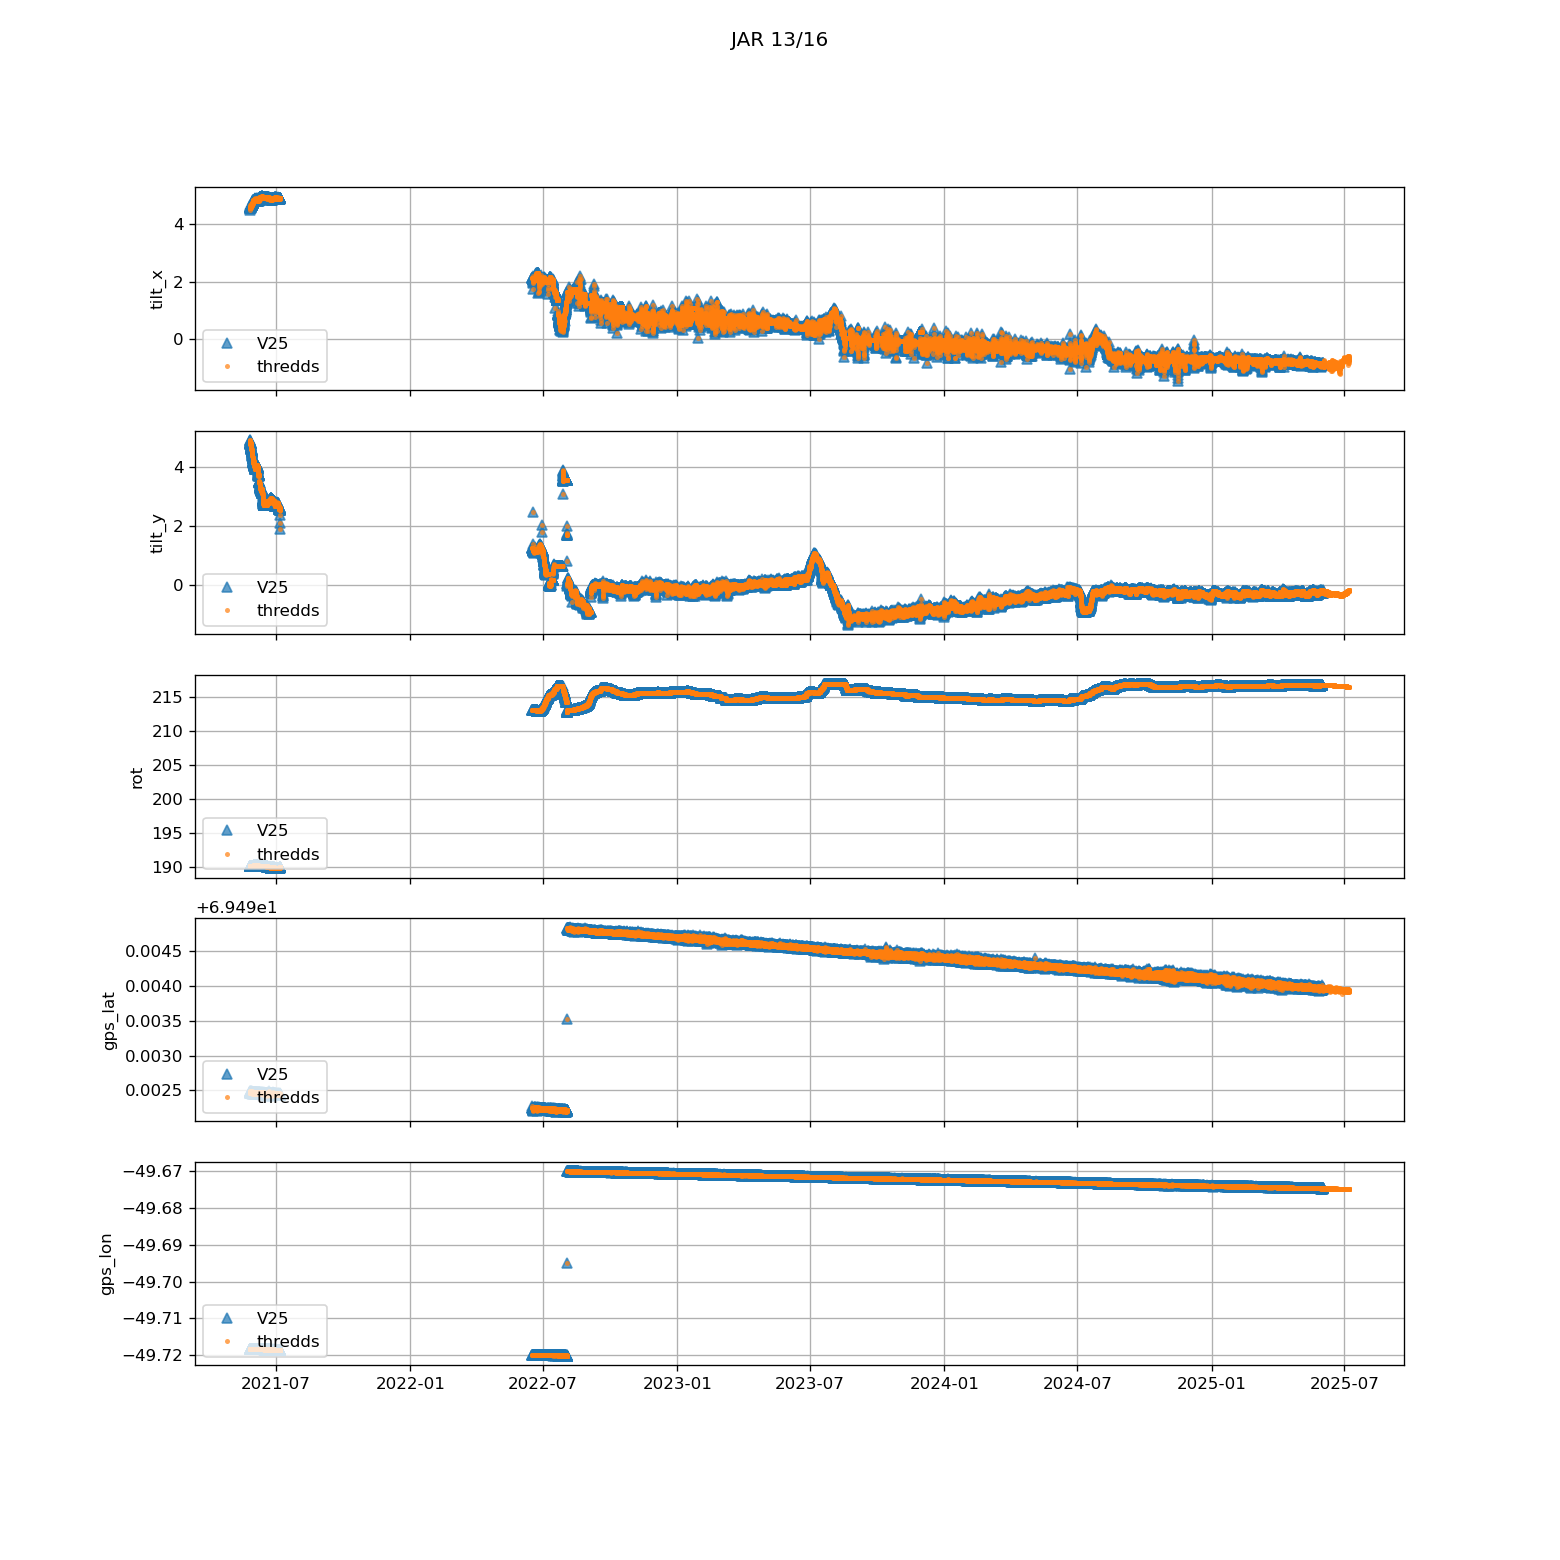 JAR 13/16
4
2
0
tilt_x
V25
thredds
4
2
0
tilt_y
V25
thredds
215
210
205
200
195
190
rot
V25
thredds
+6.949e1
0.0045
0.0040
0.0035
0.0030
0.0025
gps_lat
V25
thredds
−49.67
−49.68
−49.69
−49.70
−49.71
−49.72
gps_lon
V25
thredds
2021-07 2022-01 2022-07 2023-01 2023-07 2024-01 2024-07 2025-01 2025-07